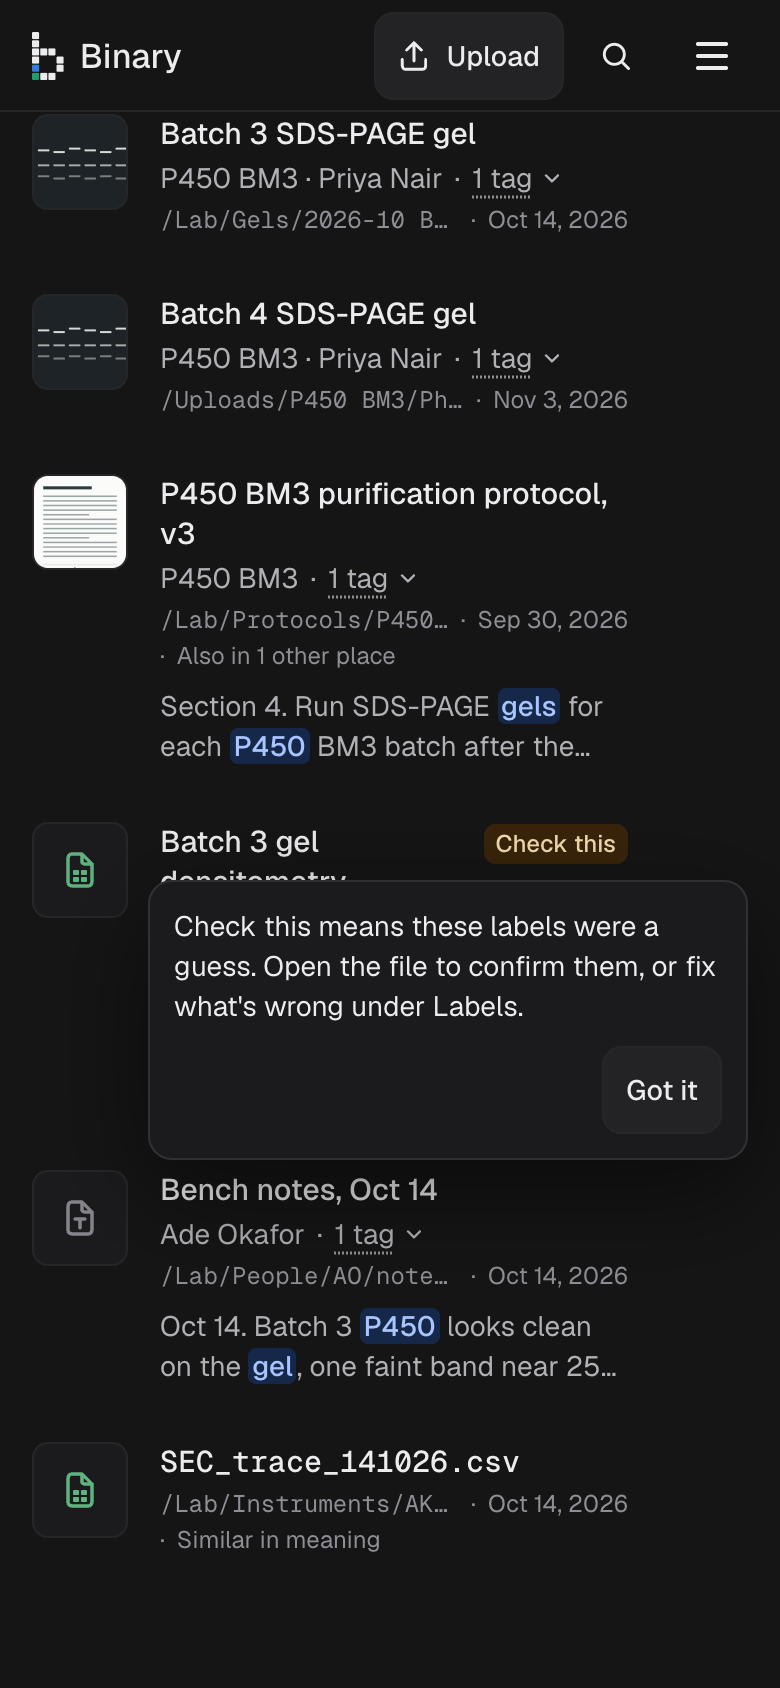 Binary
Upload
Batch 3 SDS-PAGE gel
P450 BM3 · Priya Nair · 1 tag
/Lab/Gels/2026-10 B… · Oct 14, 2026
Batch 4 SDS-PAGE gel
P450 BM3 · Priya Nair · 1 tag
/Uploads/P450 BM3/Ph… · Nov 3, 2026
P450 BM3 purification protocol,
v3
P450 BM3 · 1 tag
/Lab/Protocols/P450… · Sep 30, 2026
· Also in 1 other place
Section 4. Run SDS-PAGE gels for
each P450 BM3 batch after the…
Batch 3 gel
Check this
densitometry
Check this means these labels were a
guess. Open the file to confirm them, or fix
what's wrong under Labels.
Got it
Bench notes, Oct 14
Ade Okafor · 1 tag
/Lab/People/AO/note… · Oct 14, 2026
Oct 14. Batch 3 P450 looks clean
on the gel, one faint band near 25…
SEC_trace_141026.csv
/Lab/Instruments/AK… · Oct 14, 2026
· Similar in meaning